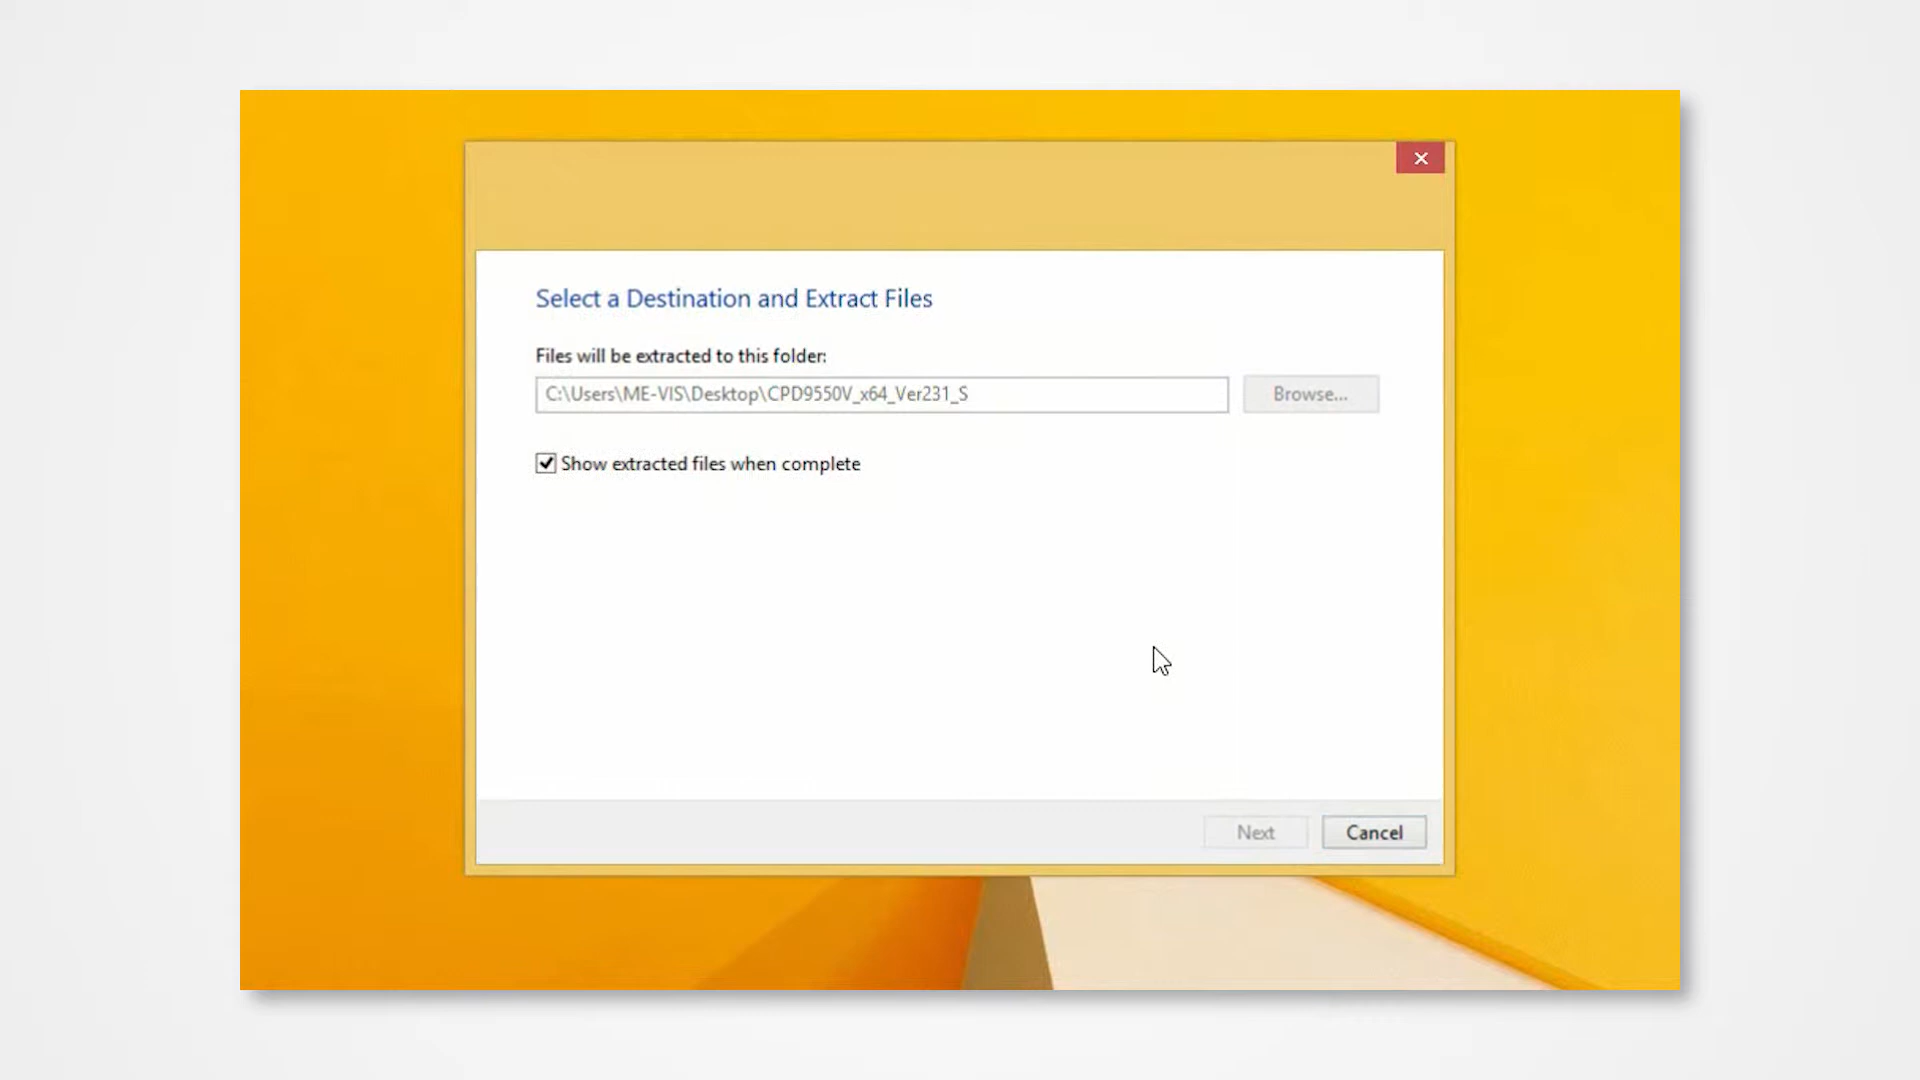 Select a Destination and Extract Files
Files will be extracted to this folder:
C:\Users\ME-VIS\Desktop\CPD9550V_x64_Ver231_S
Browse...
Show extracted files when complete
Next
Cancel